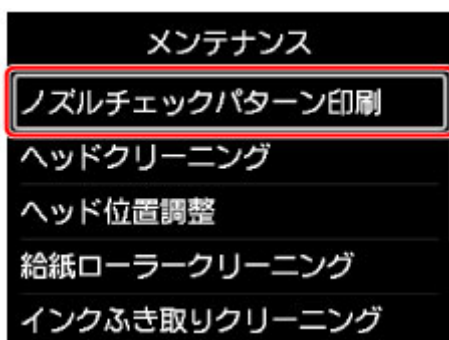 メンテナンス
ノズルチェックパターン印刷
ヘッドクリーニング
ヘッド位置調整
給紙ローラークリーニング
インクふき取りクリーニング